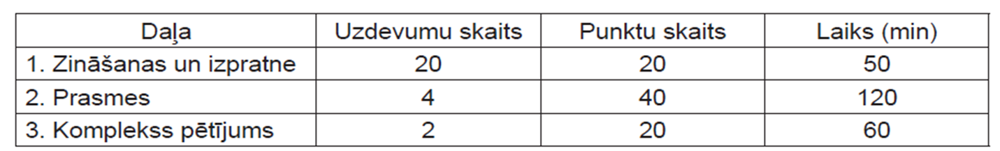 Daļa Uzdevumu skaits Punktu skaits Laiks (min)
1. Zināšanas un izpratne 20 20 50
2. Prasmes 4 40 120
3. Komplekss pētījums 2 20 60